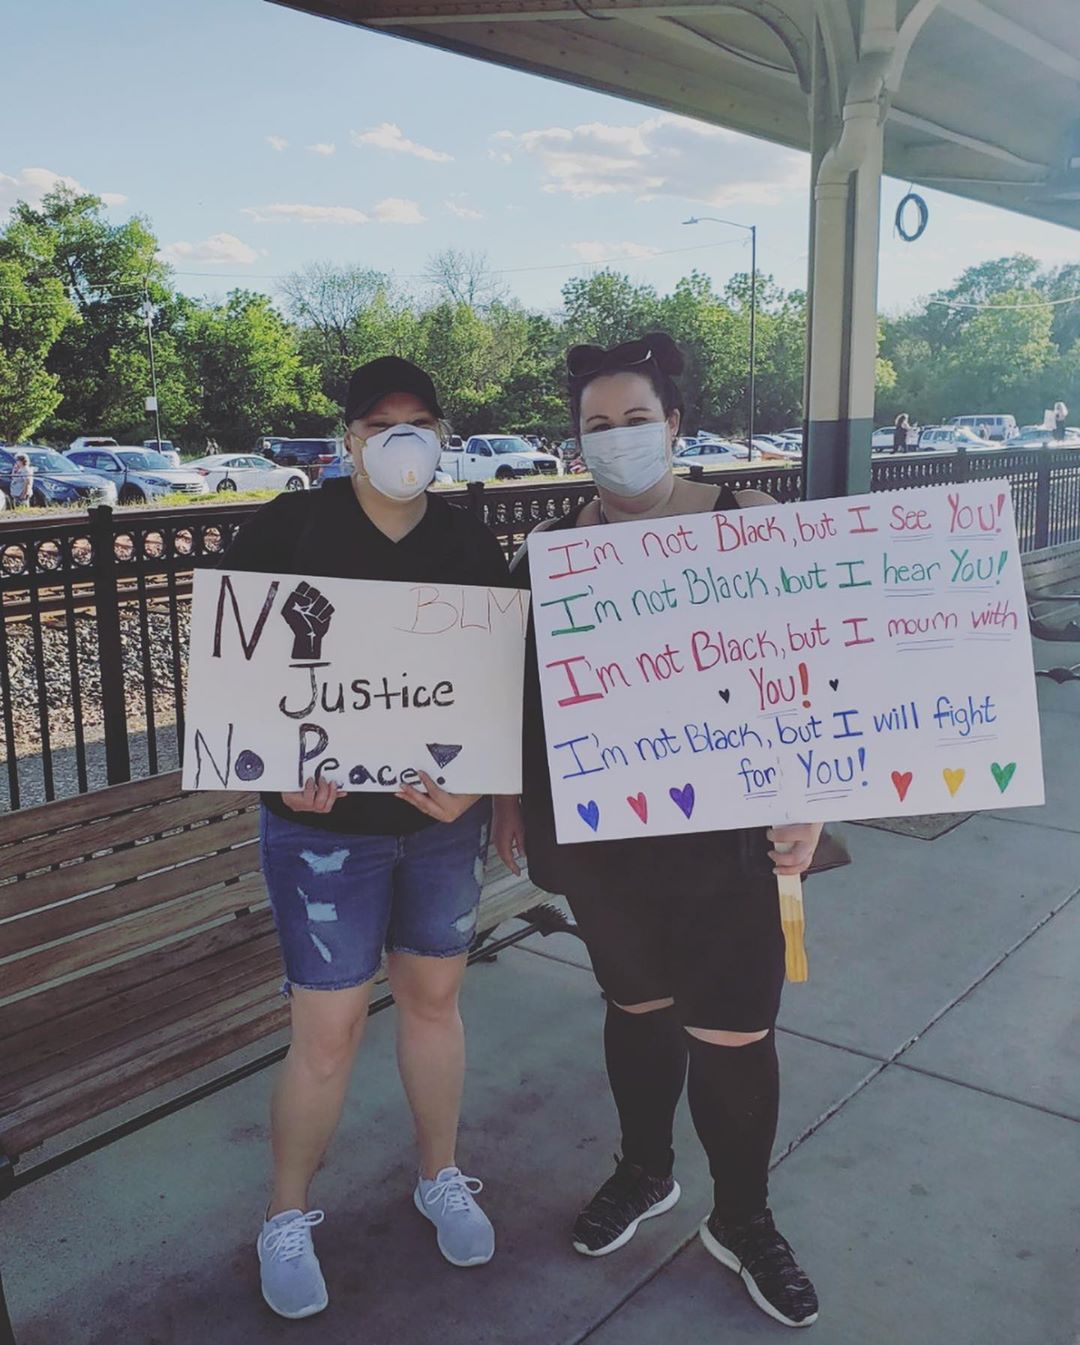 No BLM
Justice
No Peace!
I'm not Black, but I see You!
I'm not Black, but I hear You!
I'm not Black, but I mourn with
You!
I'm not Black, but I will fight
for You!